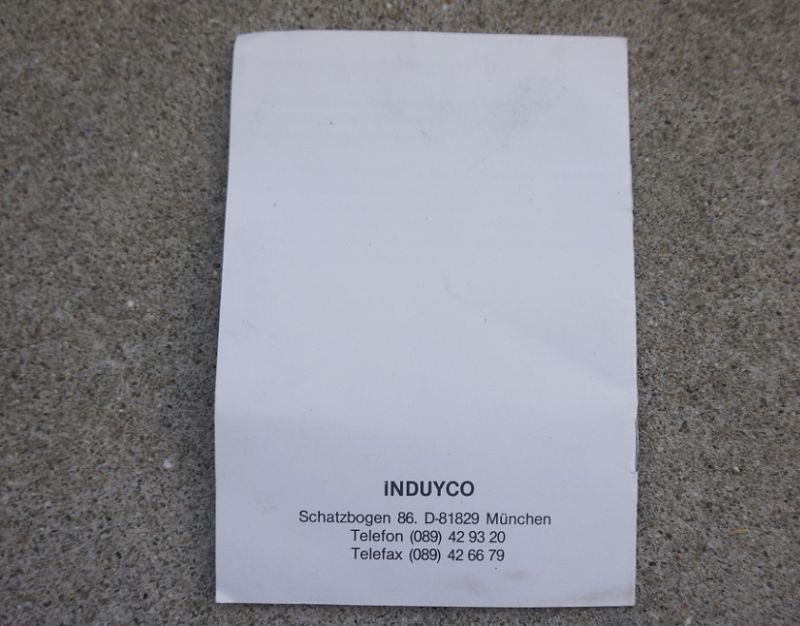 iNDUYCO
Schatzbogen 86. D-81829 München
Telefon (089) 42 93 20
Telefax (089) 42 66 79